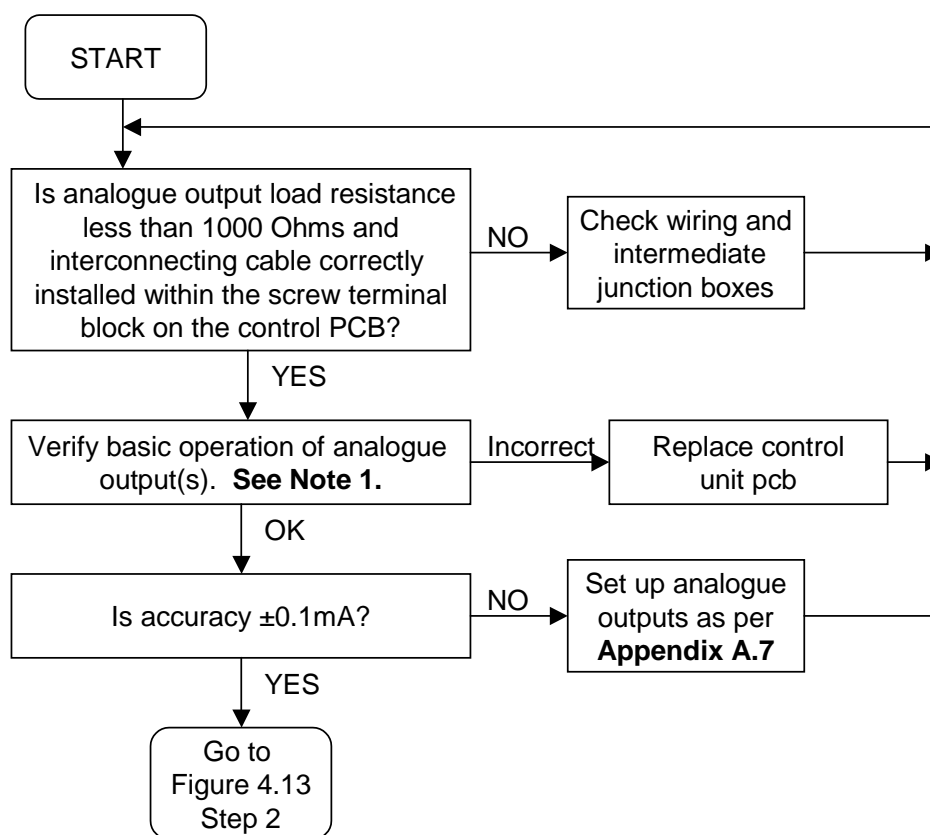 START
Is analogue output load resistance
less than 1000 Ohms and
interconnecting cable correctly
installed within the screw terminal
block on the control PCB?
NO
Check wiring and
intermediate
junction boxes
YES
Verify basic operation of analogue
output(s). See Note 1.
Incorrect
Replace control
unit pcb
OK
Is accuracy ±0.1mA?
NO
Set up analogue
outputs as per
Appendix A.7
YES
Go to
Figure 4.13
Step 2